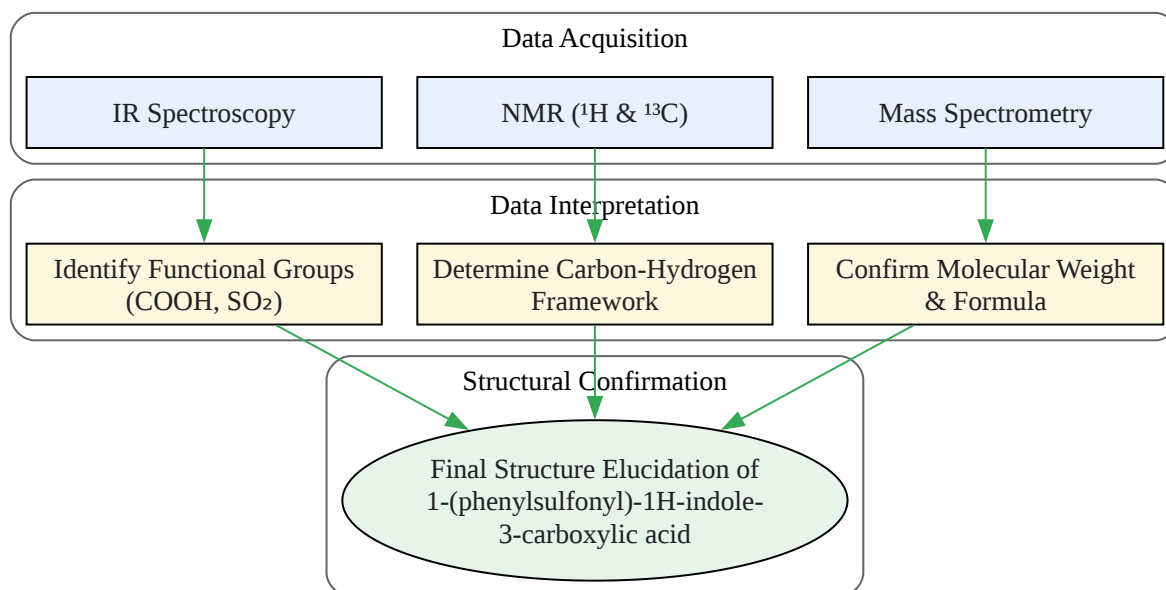 Data Acquisition
IR Spectroscopy
NMR (¹H & ¹³C)
Mass Spectrometry
Data Interpretation
Identify Functional Groups
(COOH, SO₂)
Determine Carbon-Hydrogen
Framework
Confirm Molecular Weight
& Formula
Structural Confirmation
Final Structure Elucidation of
1-(phenylsulfonyl)-1H-indole-
3-carboxylic acid